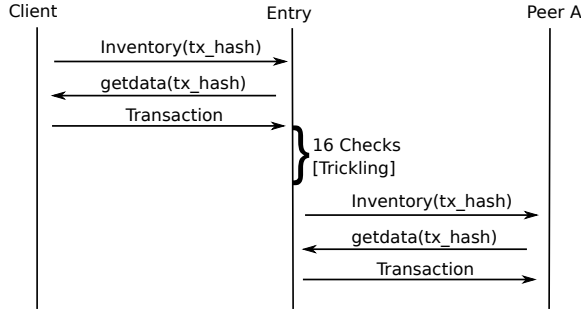 Client Entry Peer A
Inventory(tx_hash)
getdata(tx_hash)
Transaction
16 Checks
[Trickling]
Inventory(tx_hash)
getdata(tx_hash)
Transaction